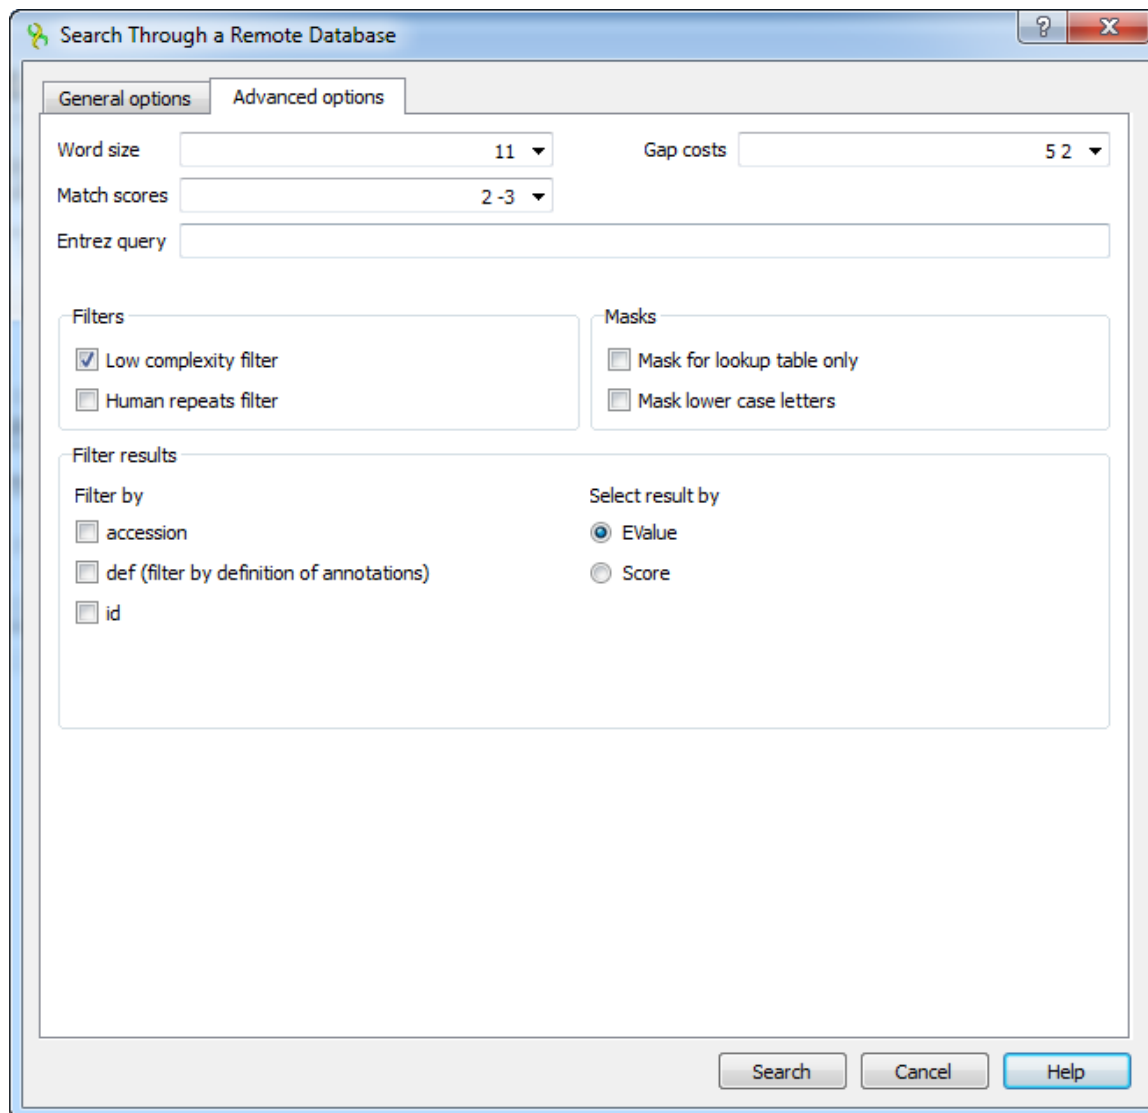 Search Through a Remote Database
General options Advanced options
Word size 11 Gap costs 5 2
Match scores 2 -3
Entrez query
Filters Masks
Low complexity filter Mask for lookup table only
Human repeats filter Mask lower case letters
Filter results
Filter by Select result by
accession EValue
def (filter by definition of annotations) Score
id
Search Cancel Help